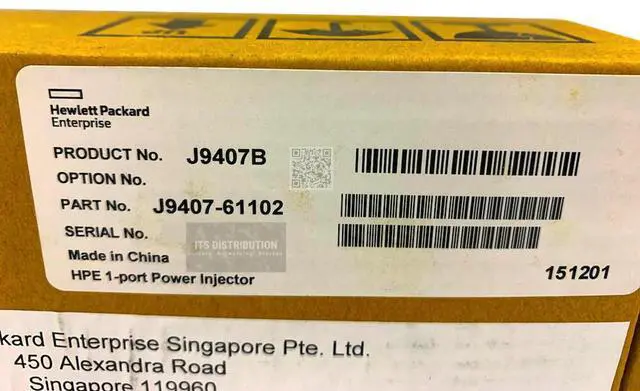 Hewlett Packard
Enterprise
PRODUCT No. J9407B
OPTION No.
PART No. J9407-61102
SERIAL No.
ITS DISTRIBUTION
Made in China
HPE 1-port Power Injector
151201
kard Enterprise Singapore Pte. Ltd.
450 Alexandra Road
Singapore 119960